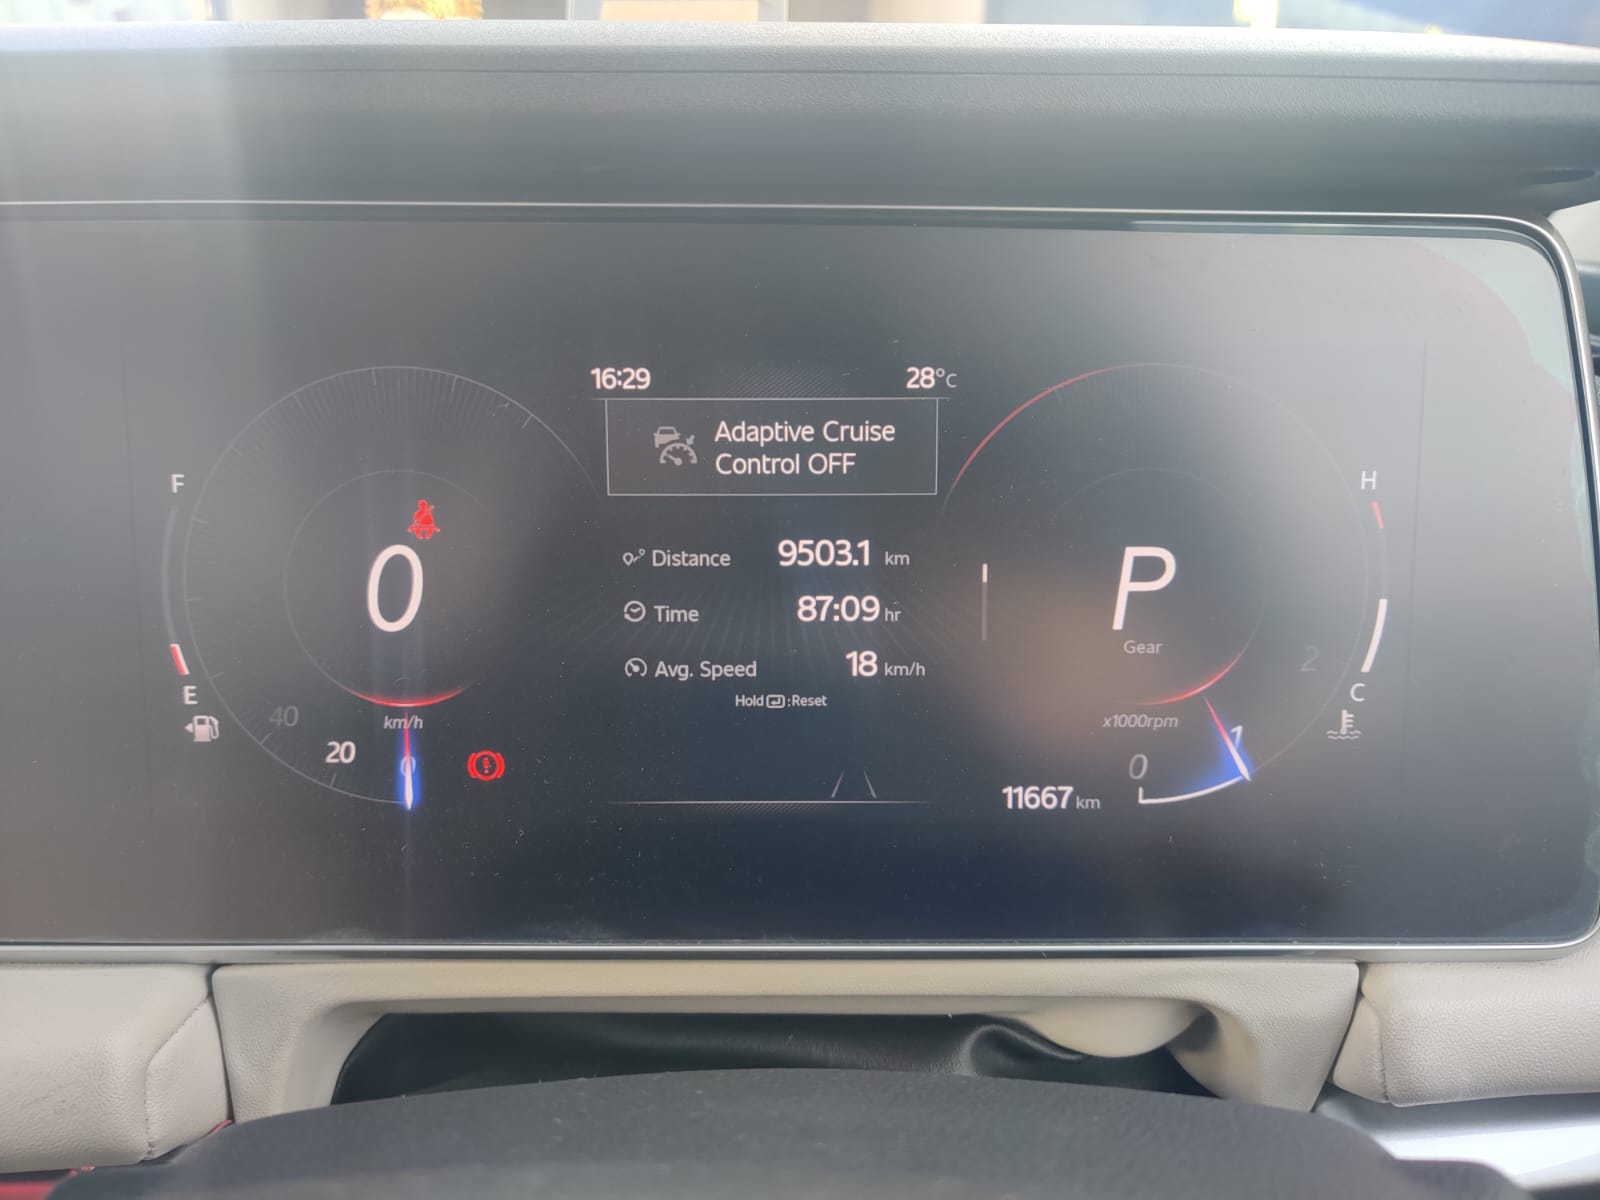 16:29
28°C
Adaptive Cruise
Control OFF
F
H
Distance 9503.1 km
0
P
Time 87:09 hr
Gear
Avg. Speed 18 km/h
2
E
C
Hold :Reset
40
km/h
x1000rpm
20
0
1
0
11667 km